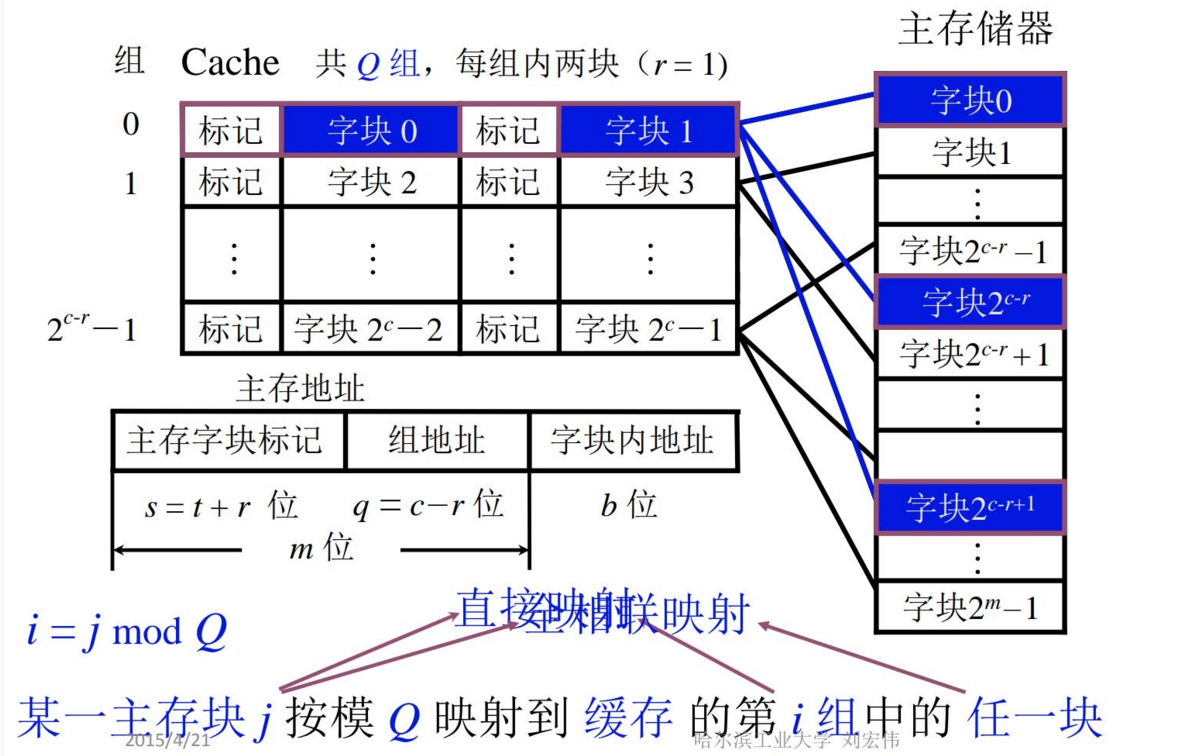 主存储器
组 Cache 共 Q 组，每组内两块（r = 1）
0 标记 字块 0 标记 字块 1
1 标记 字块 2 标记 字块 3
⋮ ⋮ ⋮ ⋮
2^{c-r}－1 标记 字块 2^c－2 标记 字块 2^c－1
字块0
字块1
⋮
字块2^{c-r} –1
字块2^{c-r}
字块2^{c-r} + 1
⋮
字块2^{c-r+1}
⋮
字块2^m–1
主存地址
主存字块标记 组地址 字块内地址
s = t + r 位 q = c－r 位 b 位
m 位
直接映射
全相联映射
i = j mod Q
某一主存块 j 按模 Q 映射到 缓存 的第 i 组中的 任一块
2015/4/21 哈尔滨工业大学 刘宏伟